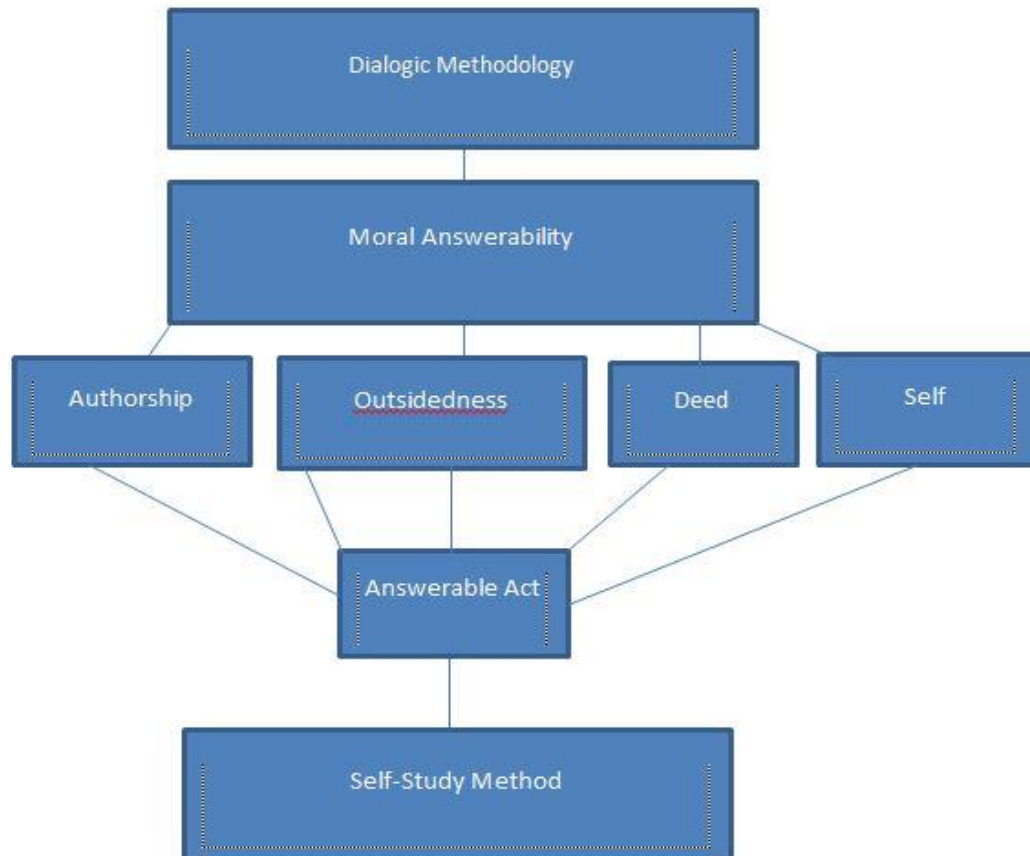 Dialogic Methodology
Moral Answerability
Authorship
Outsidedness
Deed
Self
Answerable Act
Self-Study Method